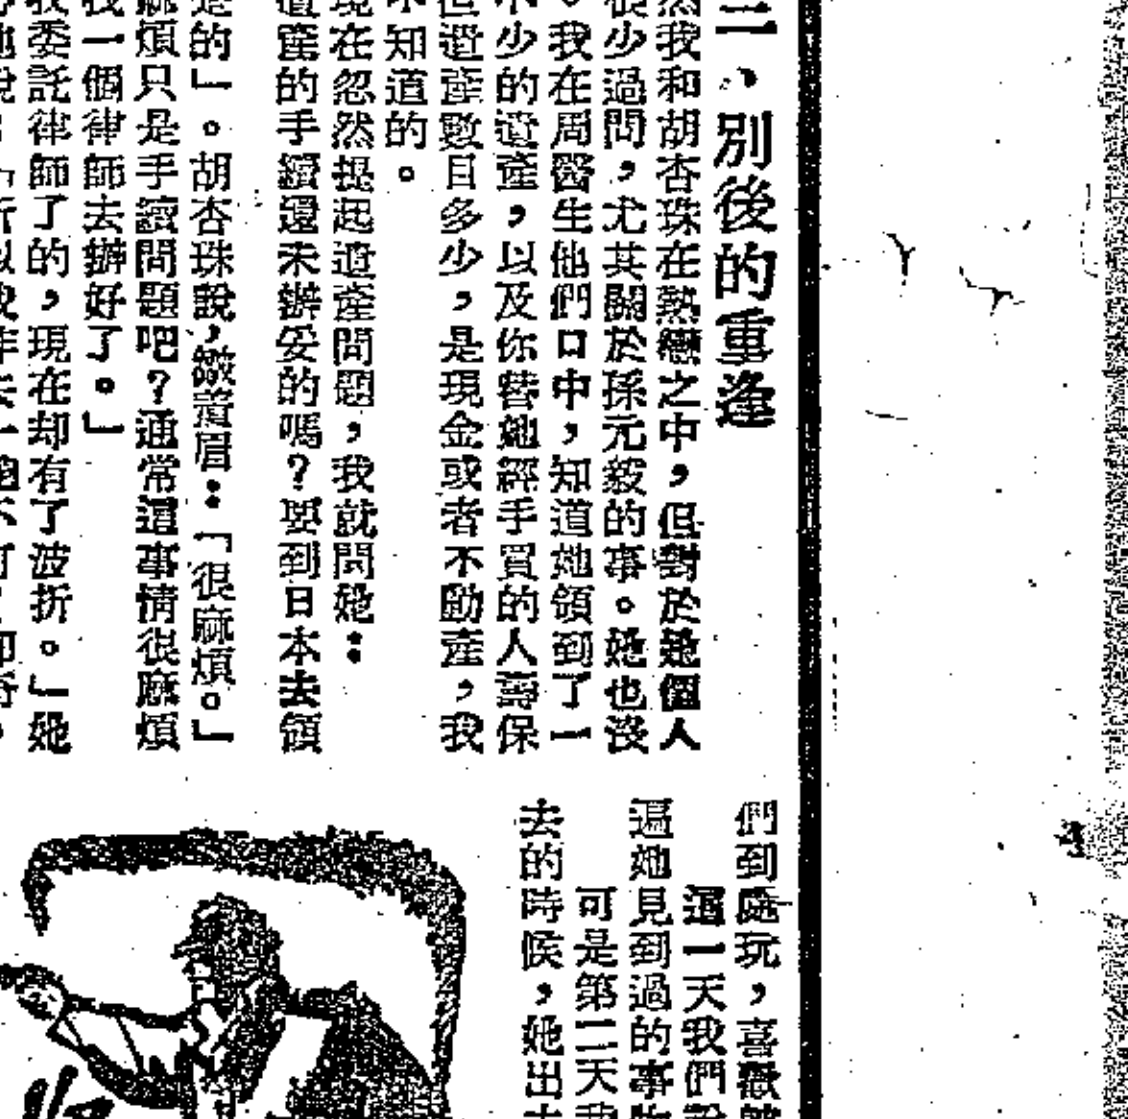 、別後的重逢
我和胡杏珠在熱戀之中，但對於她個人
很少過問，尤其關於孫元毅的事。她也沒
。我在周醫生他們口中，知道她領到了一
不少的遺產，以及你替她經手買的人壽保
但遺產數目多少，是現金或者不動產，我
不知道的。
現在忽然提起遺產問題，我就問她：
遺產的手續還未辦妥的嗎？要到日本去領
是的」。胡杏珠說，皺著眉：「很麻煩。」
麻煩只是手續問題吧？通常這事情很麻煩
找一個律師去辦好了。」
我委託律師了的，現在却有了波折。」她
們到處玩，喜歡
這一天我們
逼她見到過的事物
可是第二天我
去的時候，她出去